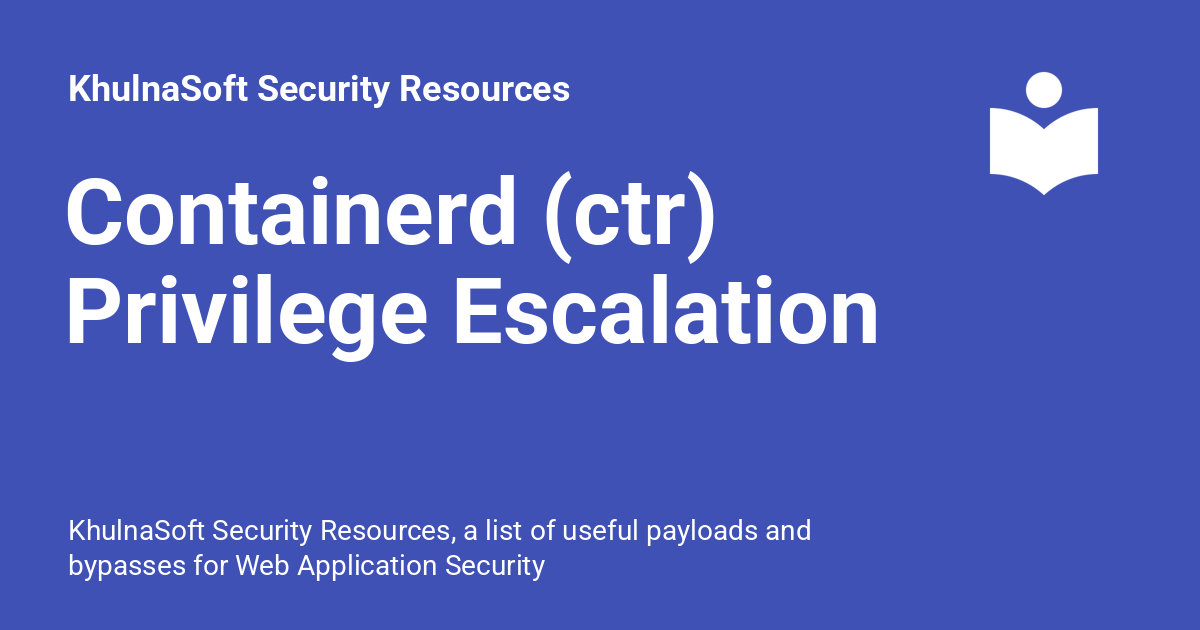 KhulnaSoft Security Resources
Containerd (ctr)
Privilege Escalation
KhulnaSoft Security Resources, a list of useful payloads and
bypasses for Web Application Security